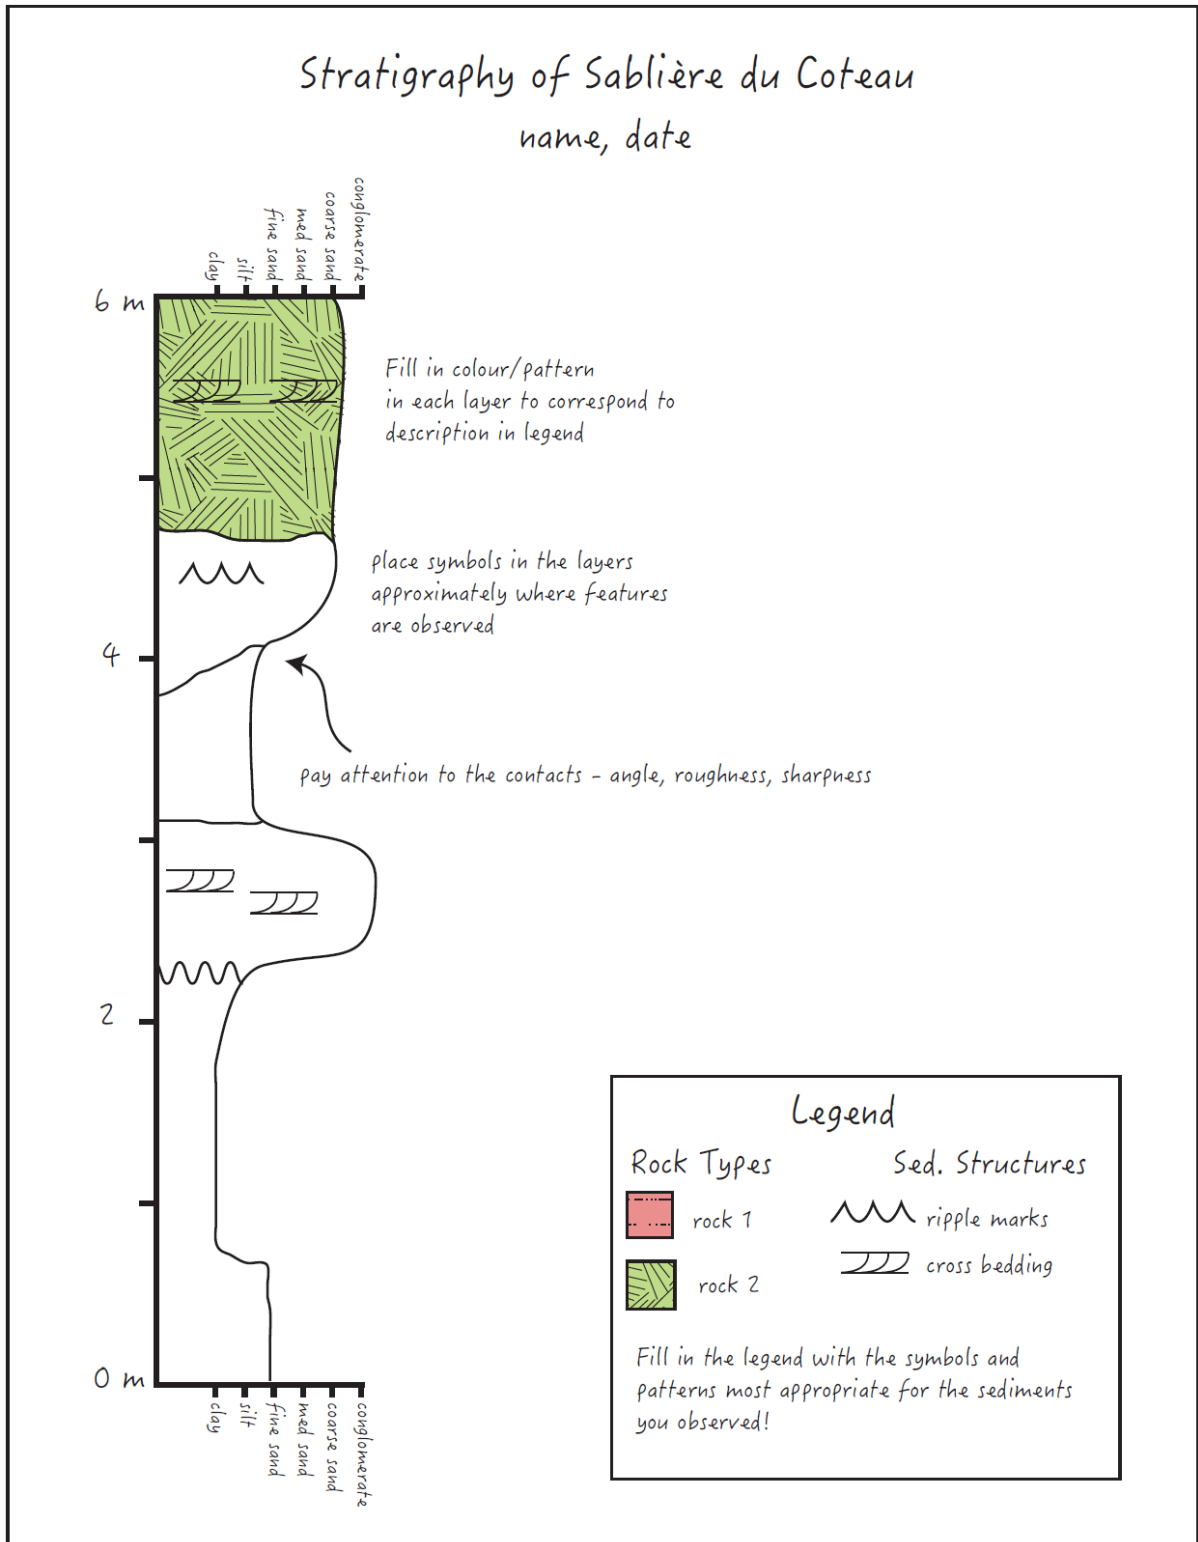 Stratigraphy of Sablière du Coteau
name, date
clay
silt
fine sand
med sand
coarse sand
conglomerate
6 m
Fill in colour/pattern
in each layer to correspond to
description in legend
place symbols in the layers
approximately where features
are observed
4
pay attention to the contacts - angle, roughness, sharpness
2
Legend
Rock Types
Sed. Structures
rock 1
ripple marks
rock 2
cross bedding
Fill in the legend with the symbols and
patterns most appropriate for the sediments
you observed!
0 m
clay
silt
fine sand
med sand
coarse sand
conglomerate